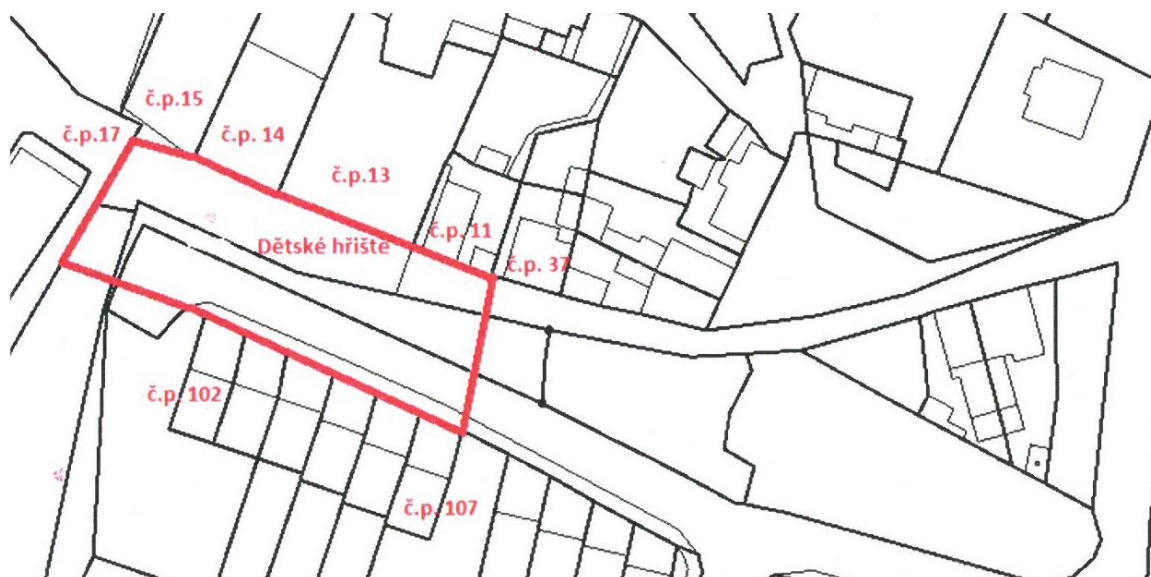 č.p.15
č.p.17
č.p. 14
č.p.13
č.p. 11
Dětské hřiště
č.p. 37
č.p. 102
č.p. 107